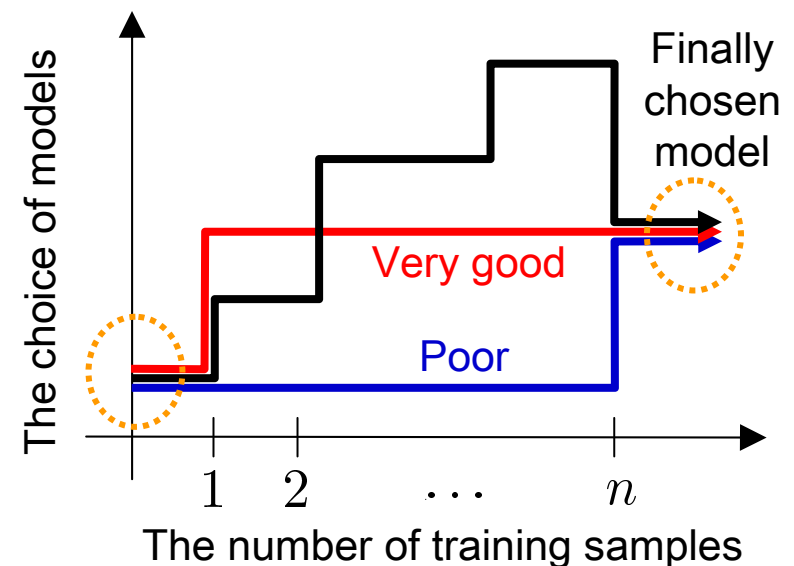 The choice of models
Finally
chosen
model
Very good
Poor
1 2 ... n
The number of training samples